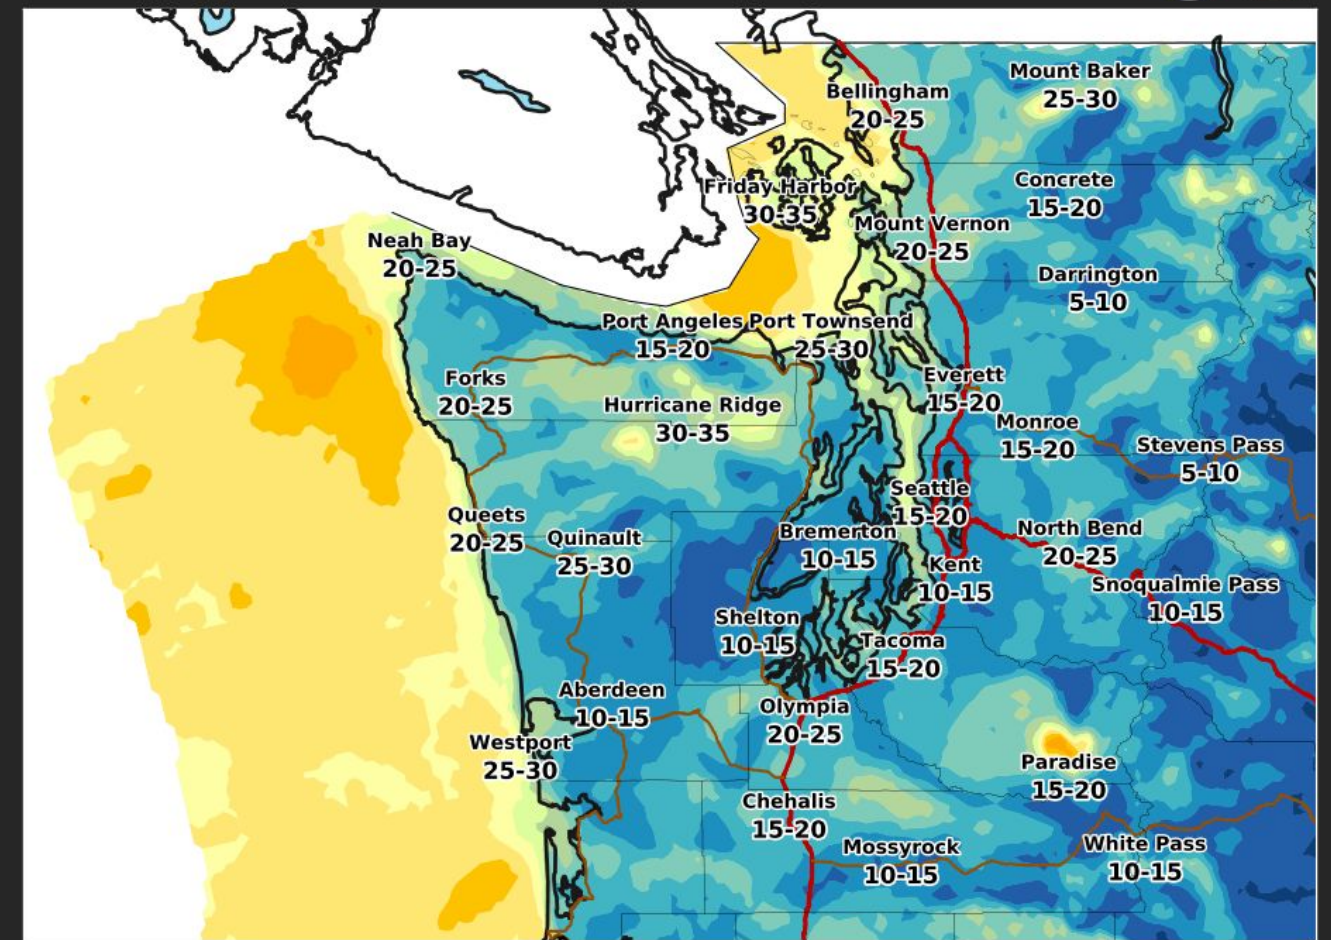 Mount Baker
25-30
Bellingham
20-25
Concrete
15-20
Friday Harbor
30-35
Mount Vernon
20-25
Neah Bay
20-25
Darrington
5-10
Port Angeles
15-20
Port Townsend
25-30
Forks
20-25
Hurricane Ridge
30-35
Everett
15-20
Monroe
15-20
Stevens Pass
5-10
Seattle
15-20
Queets
20-25
Quinault
25-30
Bremerton
10-15
North Bend
20-25
Kent
10-15
Snoqualmie Pass
10-15
Shelton
10-15
Tacoma
15-20
Aberdeen
10-15
Olympia
20-25
Westport
25-30
Paradise
15-20
Chehalis
15-20
Mossyrock
10-15
White Pass
10-15